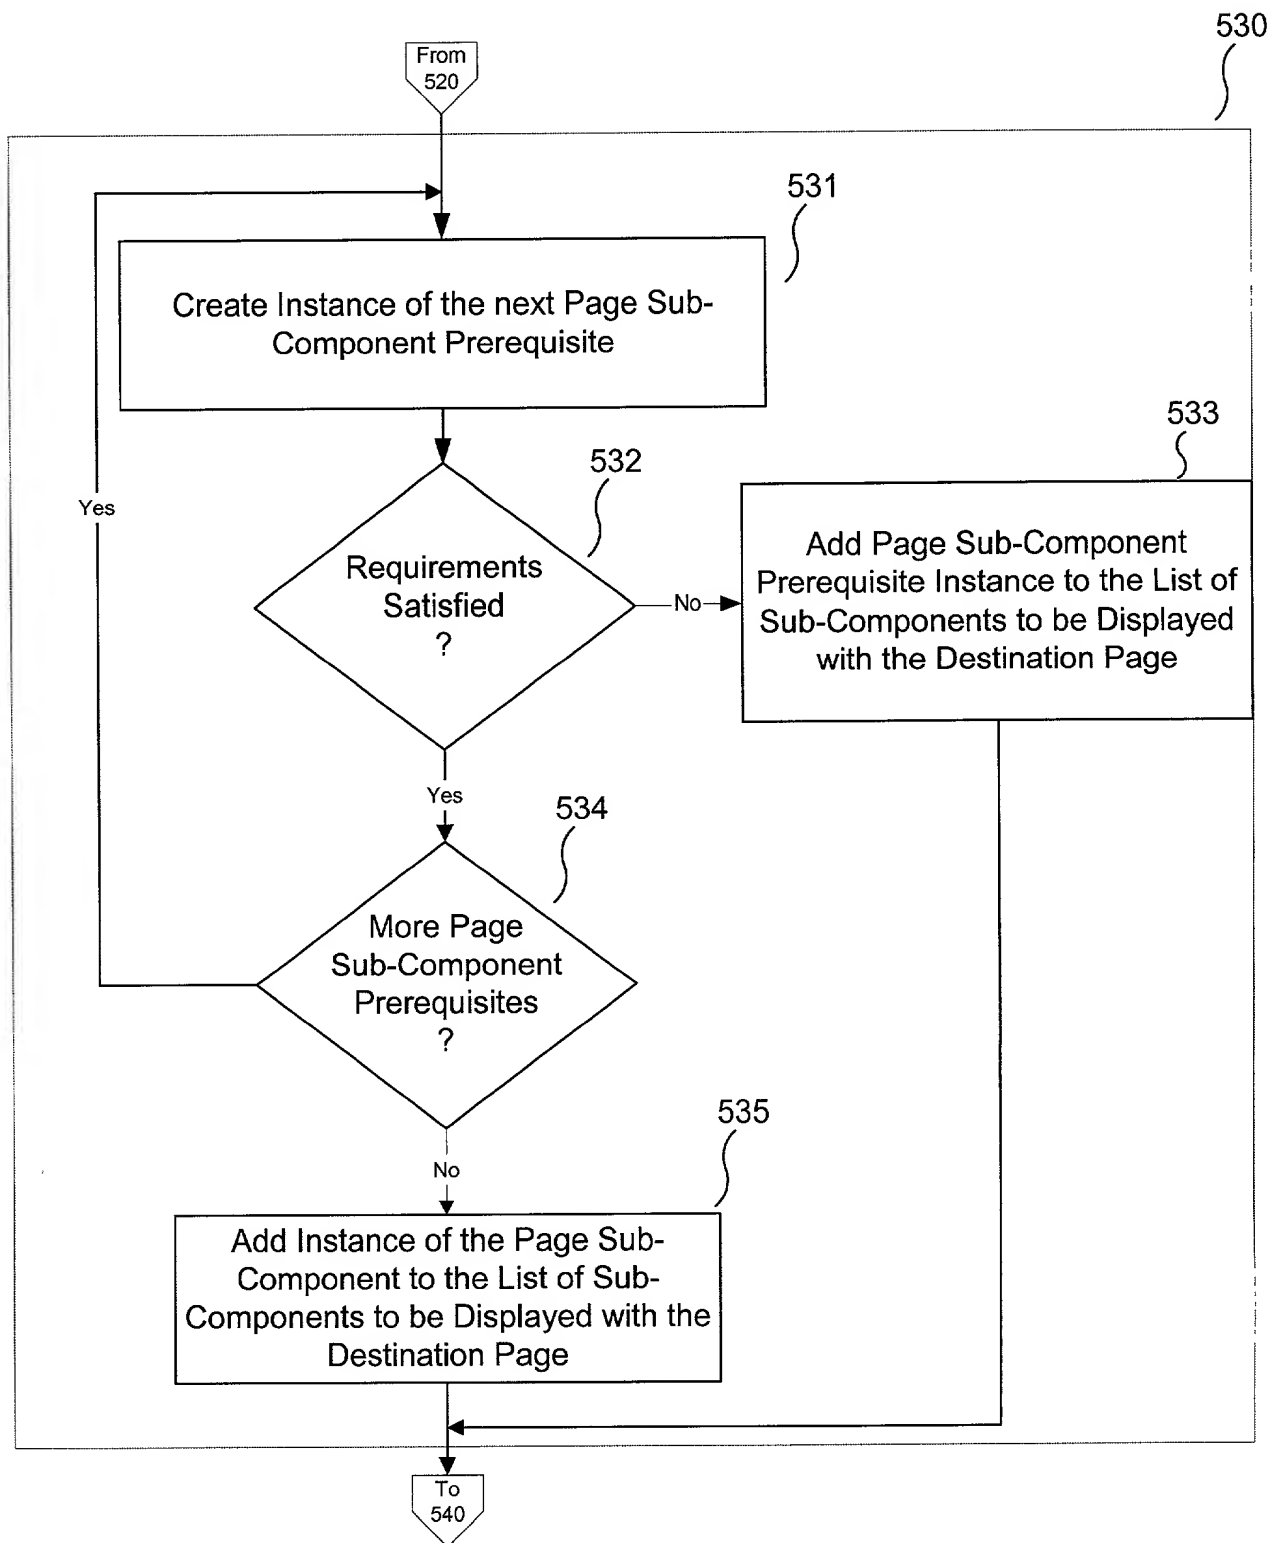 530
From
520
531
Create Instance of the next Page Sub-
Component Prerequisite
532
Requirements
Satisfied
?
No
533
Add Page Sub-Component
Prerequisite Instance to the List of
Sub-Components to be Displayed
with the Destination Page
Yes
Yes
534
More Page
Sub-Component
Prerequisites
?
No
535
Add Instance of the Page Sub-
Component to the List of Sub-
Components to be Displayed with the
Destination Page
To
540